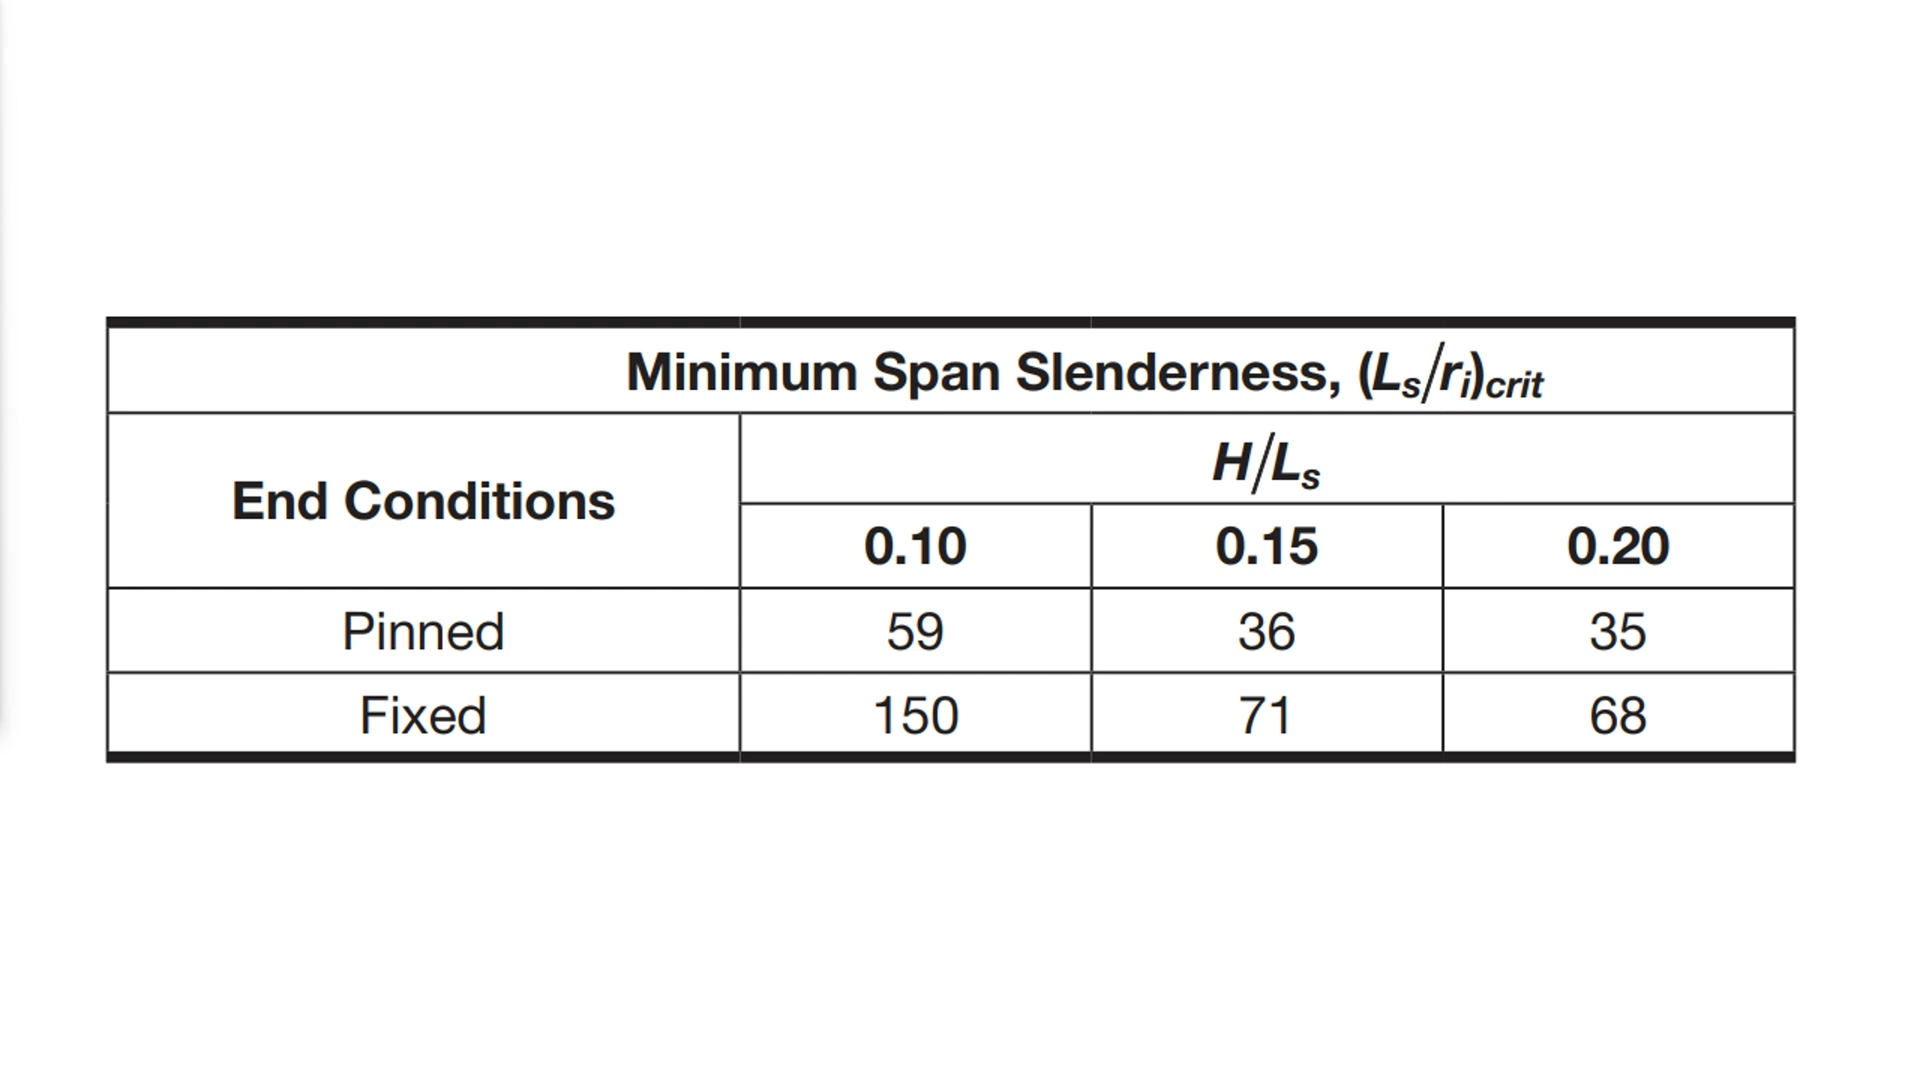 Minimum Span Slenderness, (Ls/ri)crit
End Conditions
H/Ls
0.10 0.15 0.20
Pinned 59 36 35
Fixed 150 71 68